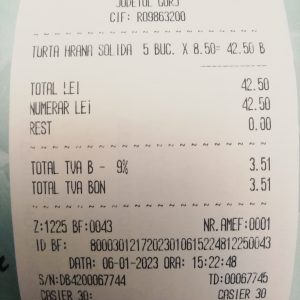 JUDETUL GORJ
CIF: RO9863200
TURTA HRANA SOLIDA 5 BUC. X 8.50= 42.50 B
TOTAL LEI 42.50
NUMERAR LEI 42.50
REST 0.00
TOTAL TVA B - 9% 3.51
TOTAL TVA BON 3.51
Z:1225 BF:0043 NR.AMEF:0001
ID BF: 80003012172023010615224812250043
DATA: 06-01-2023 ORA: 15:22:48
S/N:DB4200067744 TD:00067745
CASIER 30: CASIER 30